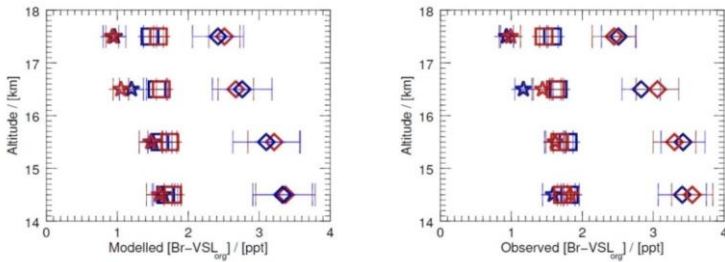 18
17
16
15
14
Altitude / [km]
0 1 2 3 4
Modelled [Br−VSL_org] / [ppt]
18
17
16
15
14
Altitude / [km]
0 1 2 3 4
Observed [Br−VSL_org] / [ppt]